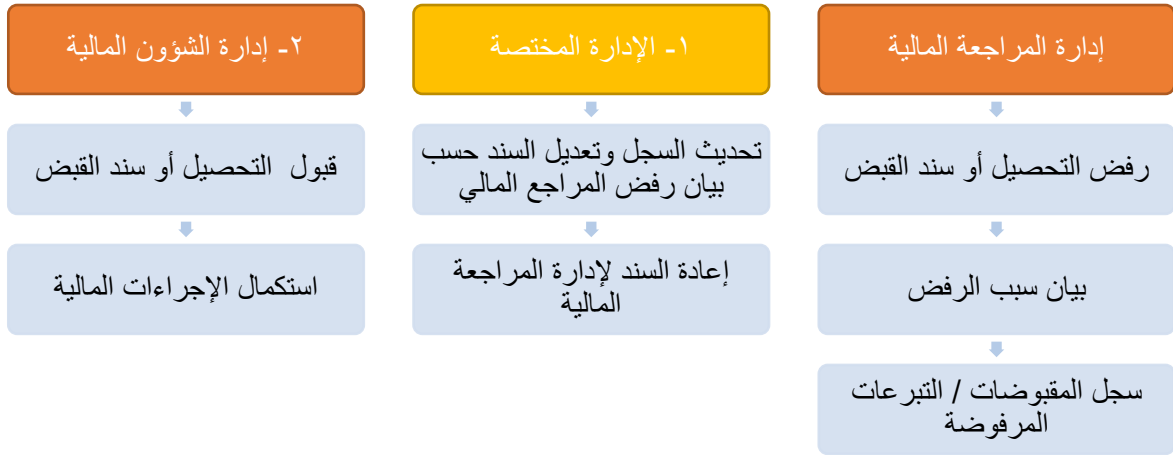 إدارة المراجعة المالية
رفض التحصيل أو سند القبض
بيان سبب الرفض
سجل المقبوضات / التبرعات
المرفوضة
١- الإدارة المختصة
تحديث السجل وتعديل السند حسب
بيان رفض المراجع المالي
إعادة السند لإدارة المراجعة
المالية
٢- إدارة الشؤون المالية
قبول التحصيل أو سند القبض
استكمال الإجراءات المالية